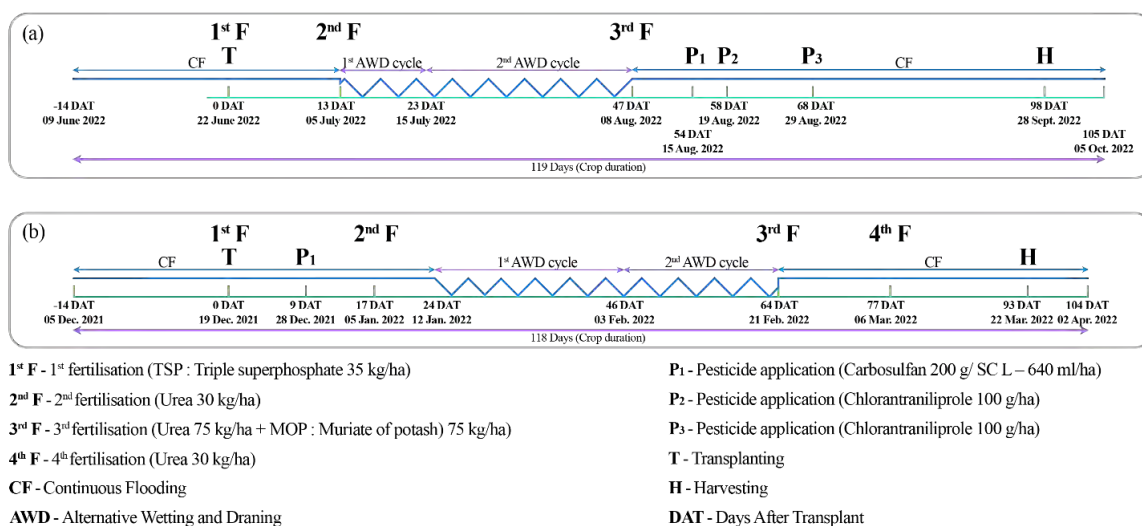 (a)
1st F 2nd F 3rd F
T P1 P2 P3 H
CF 1st AWD cycle 2nd AWD cycle CF
-14 DAT 0 DAT 13 DAT 23 DAT 47 DAT 58 DAT 68 DAT 98 DAT
09 June 2022 22 June 2022 05 July 2022 15 July 2022 08 Aug. 2022 19 Aug. 2022 29 Aug. 2022 28 Sept. 2022
54 DAT 105 DAT
15 Aug. 2022 05 Oct. 2022
119 Days (Crop duration)
(b)
1st F 2nd F 3rd F 4th F
T P1 H
CF 1st AWD cycle 2nd AWD cycle CF
-14 DAT 0 DAT 9 DAT 17 DAT 24 DAT 46 DAT 64 DAT 77 DAT 93 DAT 104 DAT
05 Dec. 2021 19 Dec. 2021 28 Dec. 2021 05 Jan. 2022 12 Jan. 2022 03 Feb. 2022 21 Feb. 2022 06 Mar. 2022 22 Mar. 2022 02 Apr. 2022
118 Days (Crop duration)
1st F - 1st fertilisation (TSP : Triple superphosphate 35 kg/ha)
2nd F - 2nd fertilisation (Urea 30 kg/ha)
3rd F - 3rd fertilisation (Urea 75 kg/ha + MOP : Muriate of potash) 75 kg/ha)
4th F - 4th fertilisation (Urea 30 kg/ha)
CF - Continuous Flooding
AWD - Alternative Wetting and Draning
P1 - Pesticide application (Carbosulfan 200 g/ SC L – 640 ml/ha)
P2 - Pesticide application (Chlorantraniliprole 100 g/ha)
P3 - Pesticide application (Chlorantraniliprole 100 g/ha)
T - Transplanting
H - Harvesting
DAT - Days After Transplant